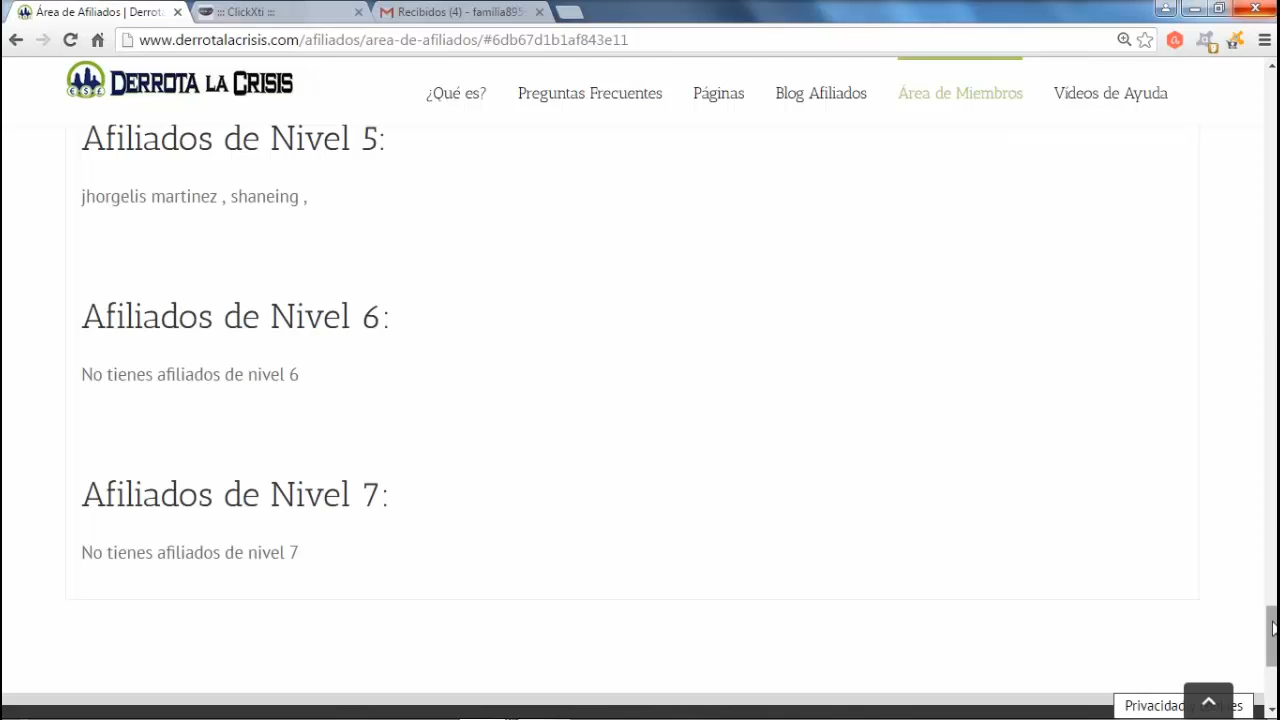 Área de Afiliados | Derrota
::: ClickXti :::
Recibidos (4) - familia895
www.derrotalacrisis.com/afiliados/area-de-afiliados/#6db67d1b1af843e11
DERROTA LA CRISIS
¿Qué es? Preguntas Frecuentes Páginas Blog Afiliados Área de Miembros Vídeos de Ayuda
Afiliados de Nivel 5:
jhorgelis martinez , shaneing ,
Afiliados de Nivel 6:
No tienes afiliados de nivel 6
Afiliados de Nivel 7:
No tienes afiliados de nivel 7
Privacidad y cookies